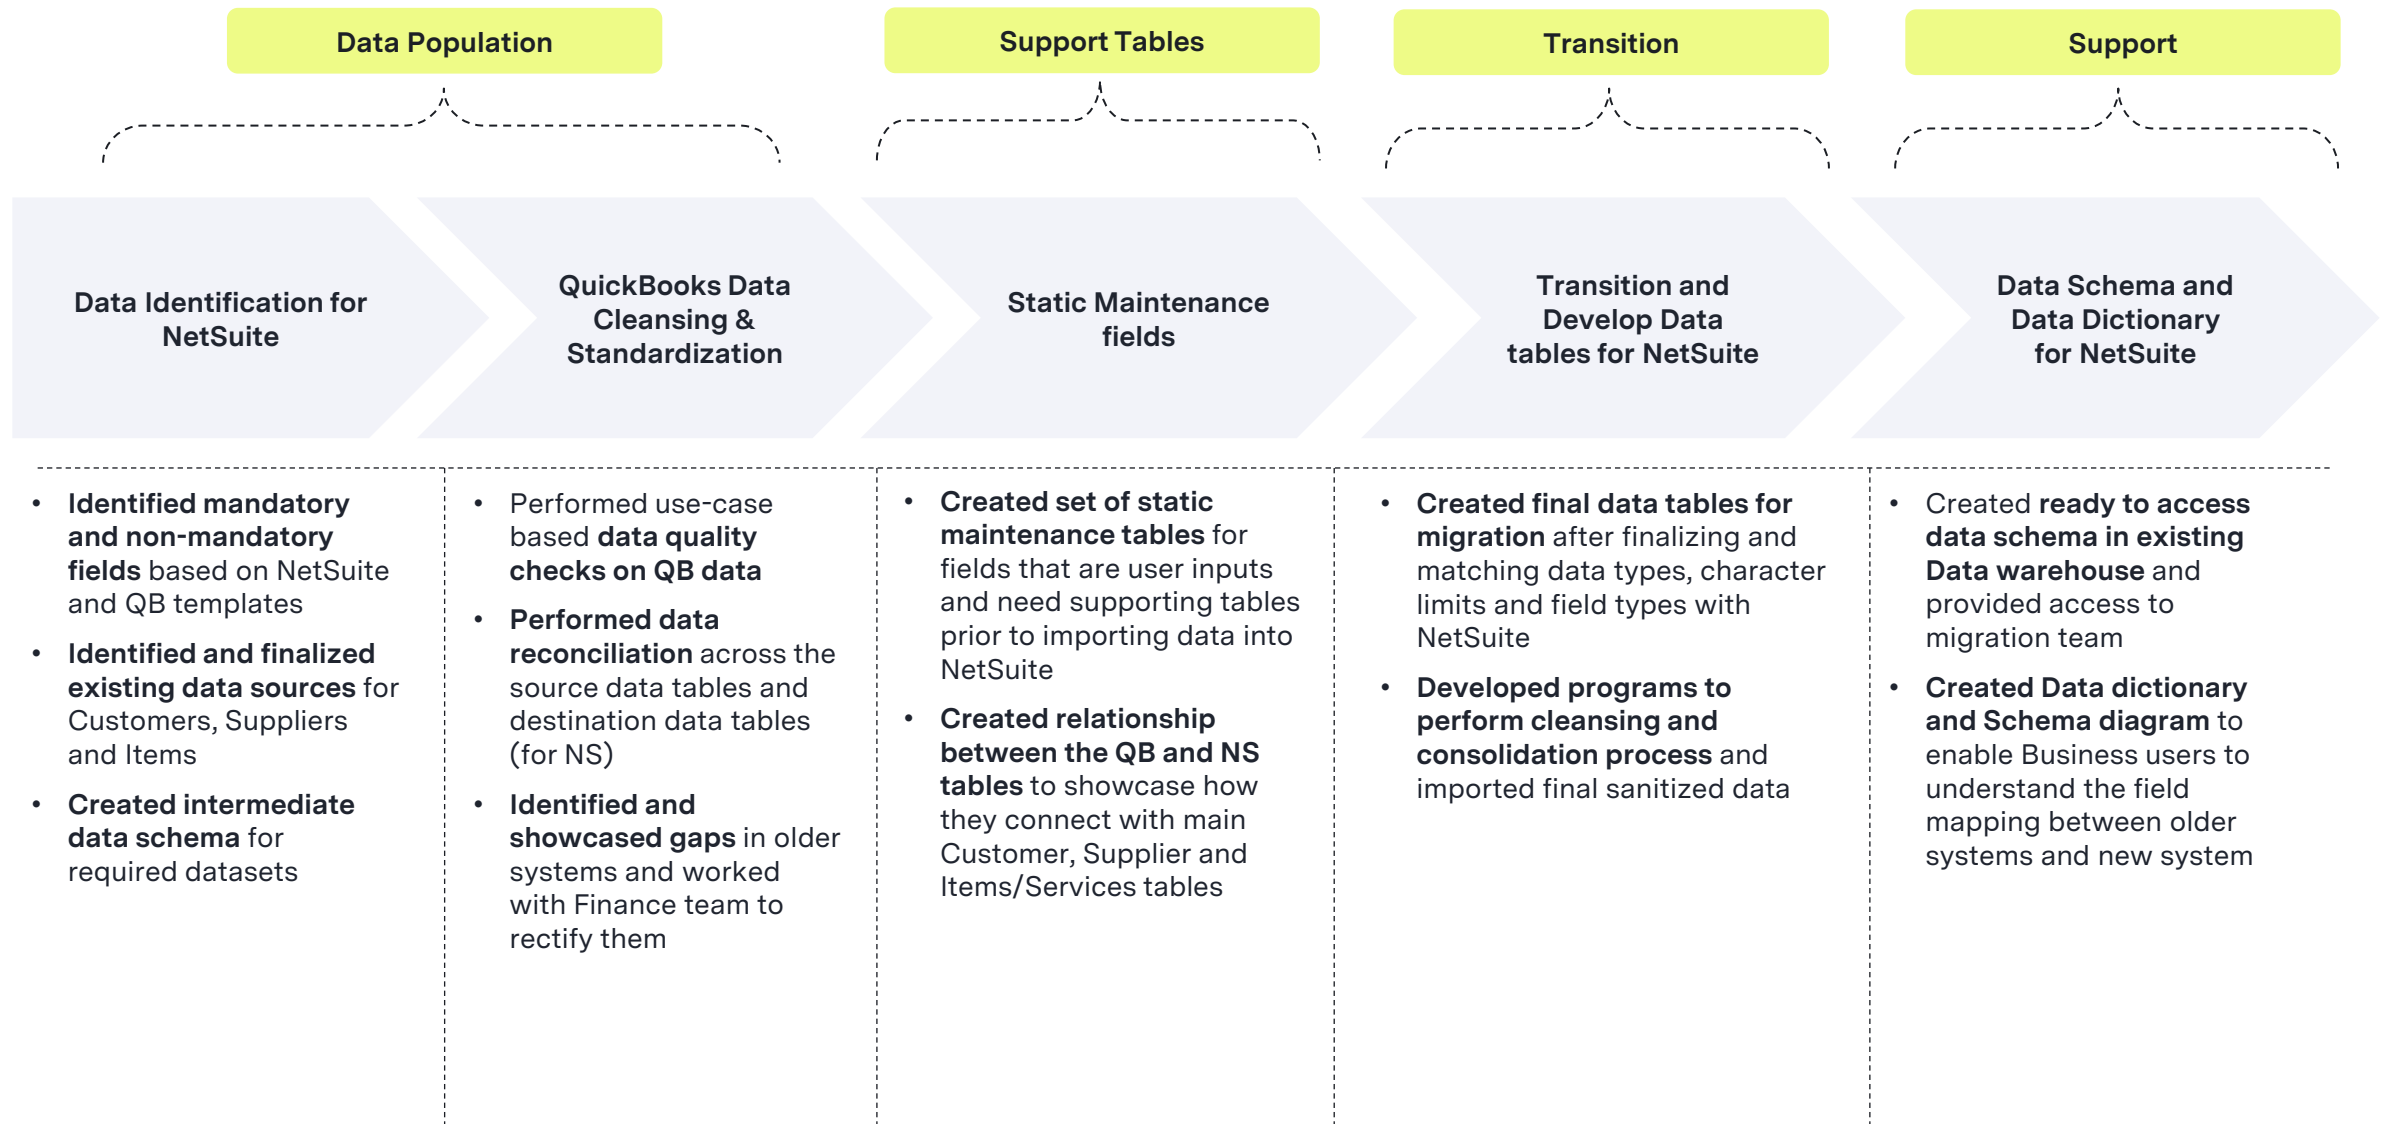 Data Population
Support Tables
Transition
Support
Data Identification for
NetSuite
QuickBooks Data
Cleansing &
Standardization
Static Maintenance
fields
Transition and
Develop Data
tables for NetSuite
Data Schema and
Data Dictionary
for NetSuite
• Identified mandatory
and non-mandatory
fields based on NetSuite
and QB templates
• Identified and finalized
existing data sources for
Customers, Suppliers
and Items
• Created intermediate
data schema for
required datasets
• Performed use-case
based data quality
checks on QB data
• Performed data
reconciliation across the
source data tables and
destination data tables
(for NS)
• Identified and
showcased gaps in older
systems and worked
with Finance team to
rectify them
• Created set of static
maintenance tables for
fields that are user inputs
and need supporting tables
prior to importing data into
NetSuite
• Created relationship
between the QB and NS
tables to showcase how
they connect with main
Customer, Supplier and
Items/Services tables
• Created final data tables for
migration after finalizing and
matching data types, character
limits and field types with
NetSuite
• Developed programs to
perform cleansing and
consolidation process and
imported final sanitized data
• Created ready to access
data schema in existing
Data warehouse and
provided access to
migration team
• Created Data dictionary
and Schema diagram to
enable Business users to
understand the field
mapping between older
systems and new system